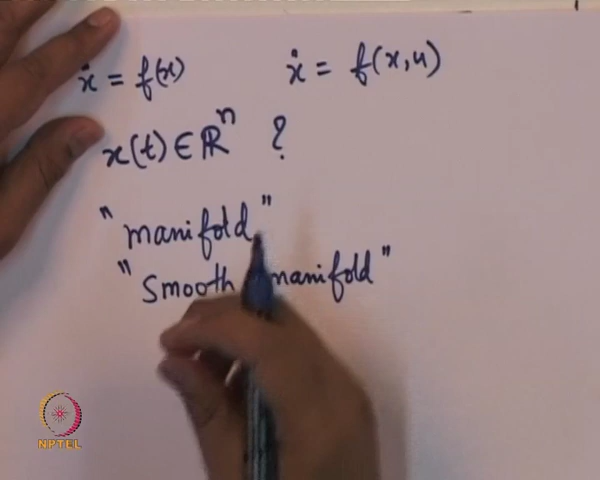 ẋ = f(x) ẋ = f(x,u)
x(t) ∈ ℝⁿ ?
"manifold"
"smooth manifold"
NPTEL